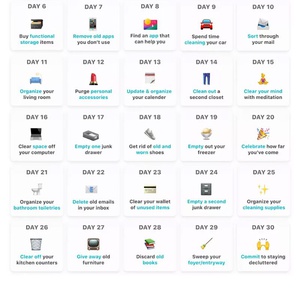 DAY 6
Buy functional
storage items
DAY 7
Remove old apps
you don't use
DAY 8
Find an app that
can help you
DAY 9
Spend time
cleaning your car
DAY 10
Sort through
your mail
DAY 11
Organize your
living room
DAY 12
Purge personal
accessories
DAY 13
Update & organize
your calender
DAY 14
Clean out a
second closet
DAY 15
Clear your mind
with meditation
DAY 16
Clear space off
your computer
DAY 17
Empty one junk
drawer
DAY 18
Get rid of old and
worn shoes
DAY 19
Empty out your
freezer
DAY 20
Celebrate how far
you've come
DAY 21
Organize your
bathroom toiletries
DAY 22
Delete old emails
in your inbox
DAY 23
Clear your wallet
of unused items
DAY 24
Empty a second
junk drawer
DAY 25
Organize your
cleaning supplies
DAY 26
Clear off your
kitchen counters
DAY 27
Give away old
furniture
DAY 28
Discard old
books
DAY 29
Sweep your
foyer/entryway
DAY 30
Commit to staying
decluttered